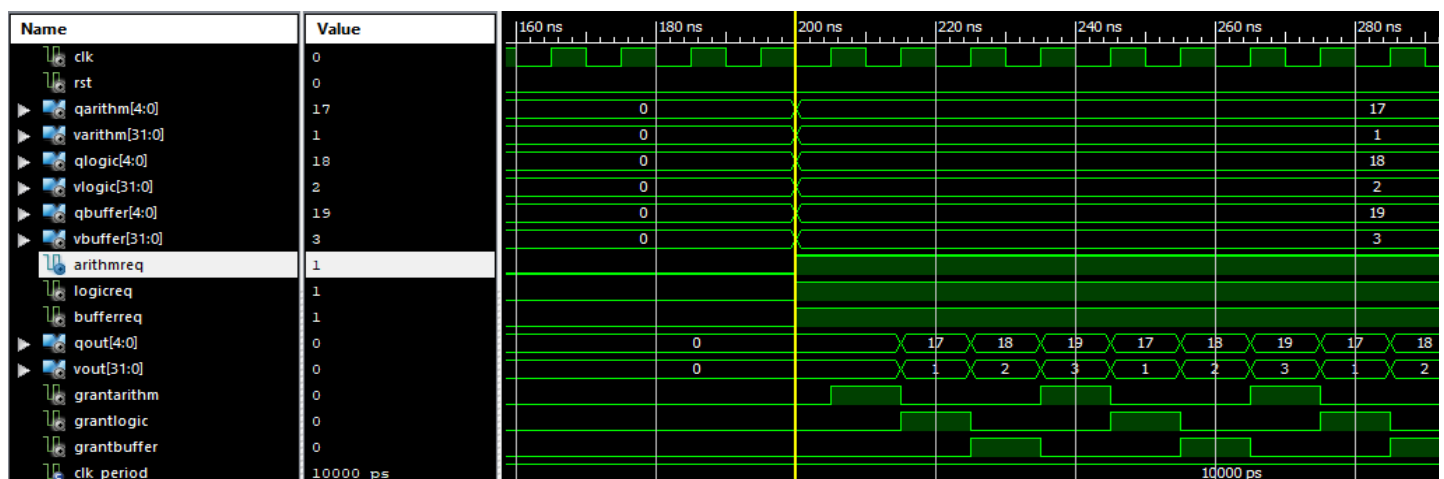 Name Value 160 ns 180 ns 200 ns 220 ns 240 ns 260 ns 280 ns
clk 0
rst 0
qarithm[4:0] 17 0 17
varithm[31:0] 1 0 1
qlogic[4:0] 18 0 18
vlogic[31:0] 2 0 2
qbuffer[4:0] 19 0 19
vbuffer[31:0] 3 0 3
arithmreq 1
logicreq 1
bufferreq 1
qout[4:0] 0 0 17 18 19 17 18 19 17 18
vout[31:0] 0 0 1 2 3 1 2 3 1 2
grantarithm 0
grantlogic 0
grantbuffer 0
clk_period 10000 ps 10000 ps